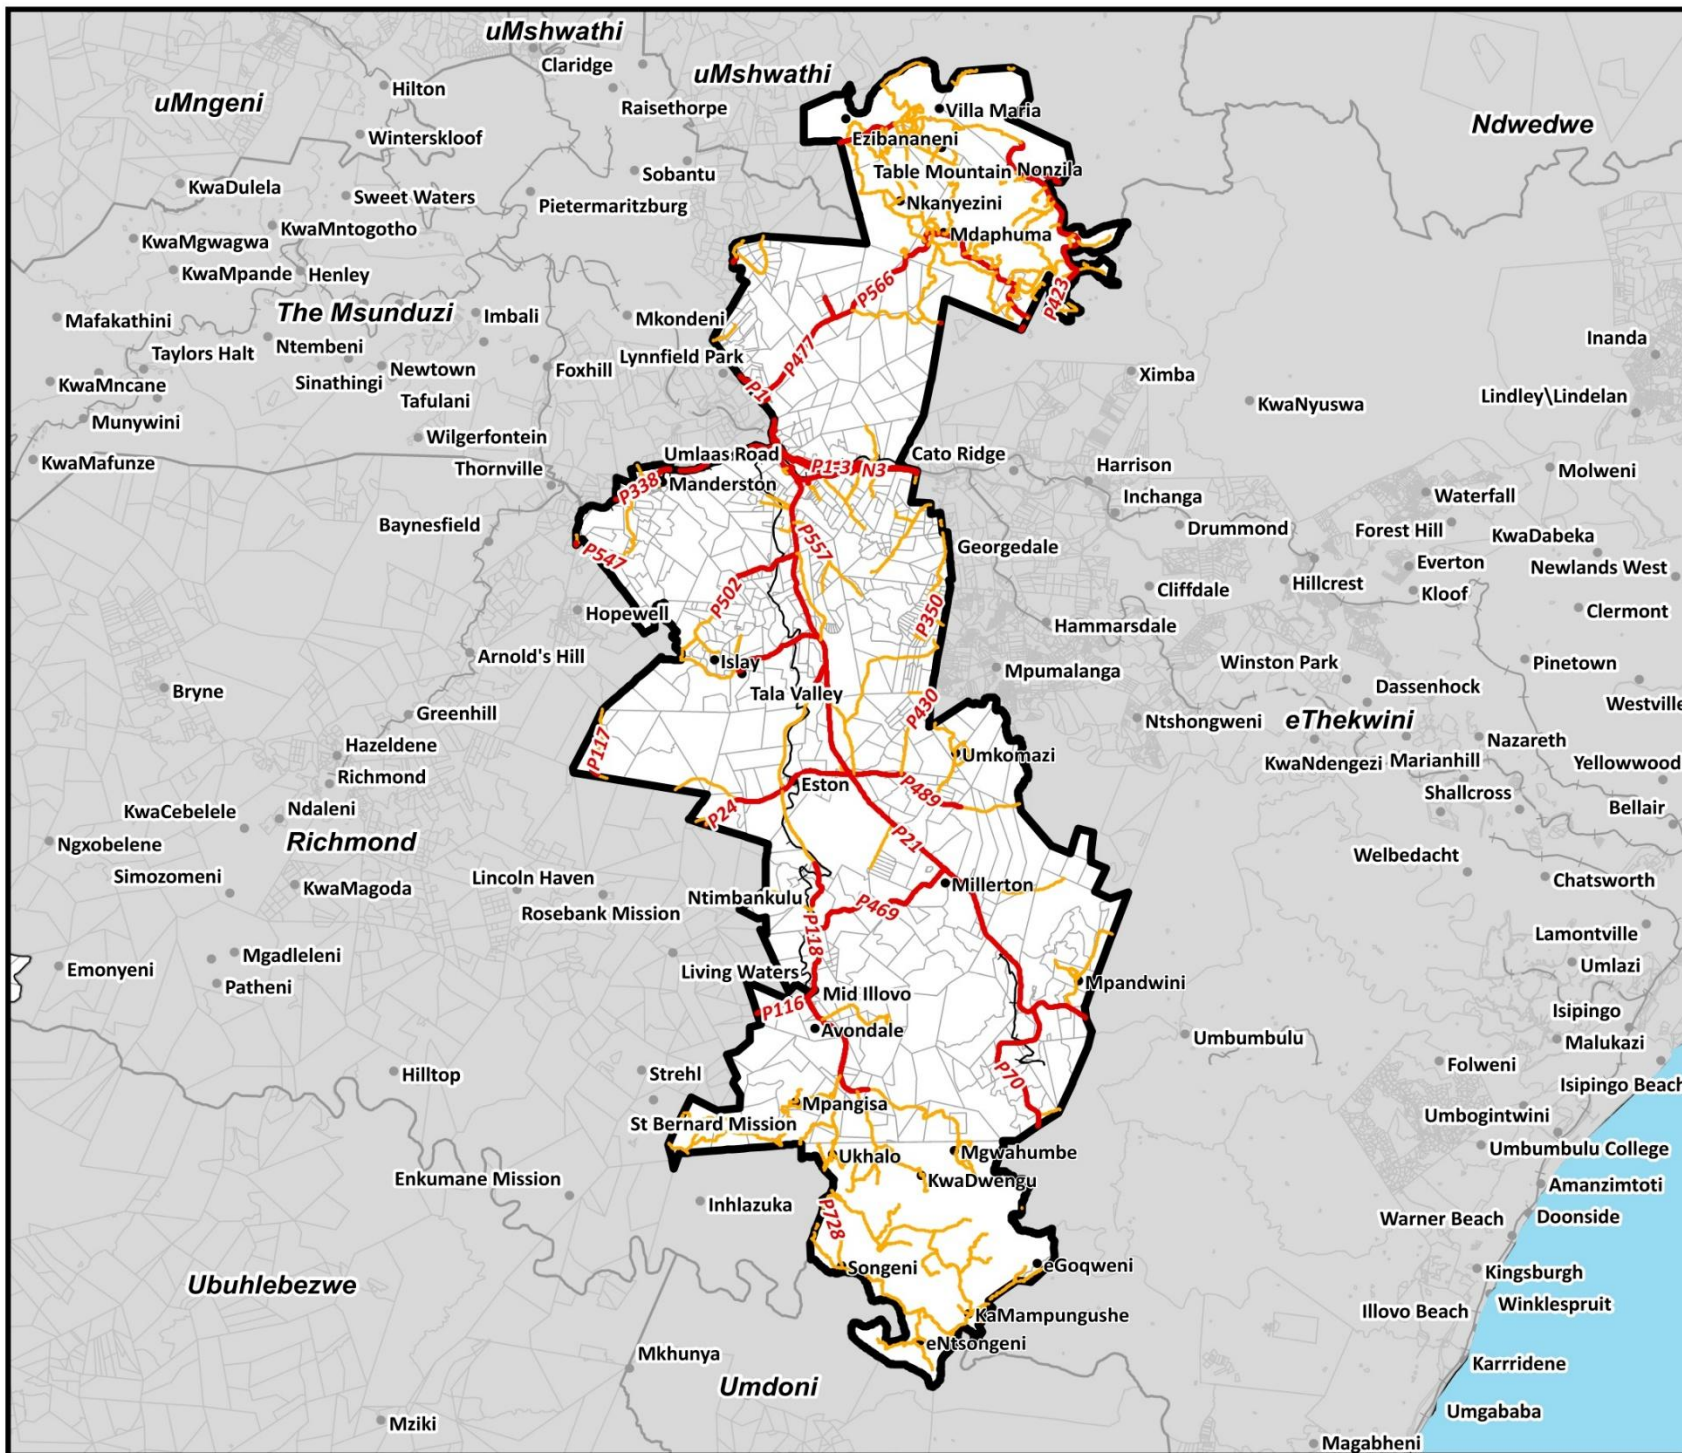 uMshwathi
Claridge
uMshwathi
uMngeni
Hilton
Raisethorpe
Villa Maria
Ndwedwe
Winterskloof
Ezibananeni
Table Mountain
Nonzila
Sobantu
KwaDulela
Sweet Waters
Pietermaritzburg
Nkanyezini
KwaMntogotho
KwaMgwagwa
Mdaphuma
KwaMpande
Henley
P566
P423
The Msunduzi
Mafakathini
Imbali
Mkondeni
Inanda
Taylors Halt
Ntembeni
Lynnfield Park
P477
Newtown
Foxhill
Ximba
KwaMncane
Sinathingi
P1
Tafulani
KwaNyuswa
Lindley\Lindelan
Munywini
Wilgerfontein
Umlaas Road
Cato Ridge
KwaMafunze
Thornville
P1-3
N3
Harrison
Molweni
P338
Manderston
Inchanga
Waterfall
Baynesfield
Drummond
Forest Hill
KwaDabeka
P547
P557
Georgedale
Everton
Newlands West
P502
Cliffdale
Hillcrest
Kloof
Hopewell
P350
Clermont
Hammarsdale
Arnold's Hill
Islay
Mpumalanga
Winston Park
Pinetown
Bryne
Tala Valley
Dassenhock
Westville
Greenhill
P430
Ntshongweni
eThekwini
P117
Hazeldene
Umkomazi
Nazareth
Richmond
KwaNdengezi
Marianhill
Yellowwood
Eston
P489
Shallcross
KwaCebelele
Ndaleni
P24
Bellair
Ngxobelene
Richmond
P21
Welbedacht
Simozomeni
KwaMagoda
Lincoln Haven
Ntimbankulu
Millerton
Chatsworth
Rosebank Mission
P469
P118
Lamontville
Mgadleleni
Emonyeni
Living Waters
Umlazi
Patheni
Mid Illovo
Mpandwini
P116
Isipingo
Avondale
Umbumbulu
Malukazi
Hilltop
Strehl
P70
Folweni
Isipingo Beach
Mpangisa
Umbogintwini
St Bernard Mission
Ukhalo
Mgwahumbe
Umbumbulu College
Enkumane Mission
KwaDwengu
Amanzimtoti
Inhlazuka
P728
Warner Beach
Doonside
Songeni
eGoqweni
Kingsburgh
Ubuhlebezwe
KaMampungushe
Illovo Beach
Winklespruit
eNtsongeni
Mkhunya
Karrridene
Umdoni
Umgababa
Mziki
Magabheni